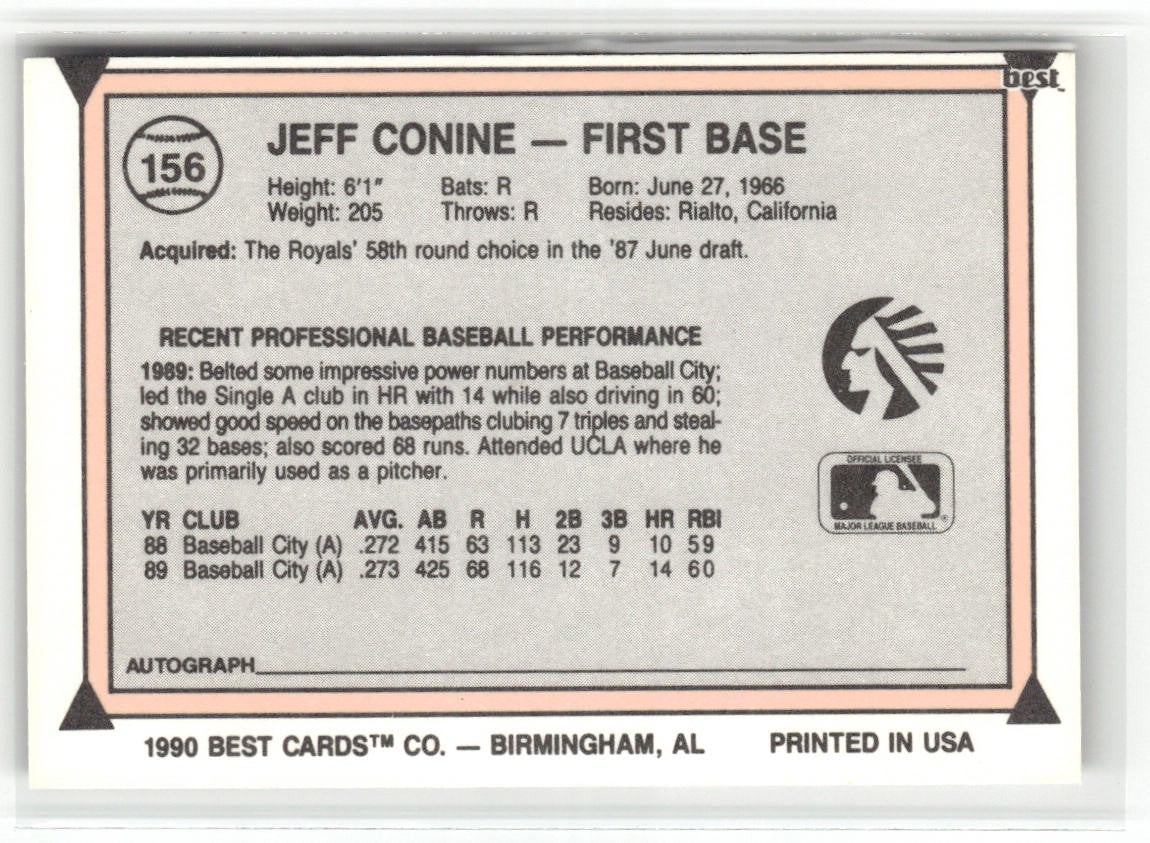 best
156
JEFF CONINE — FIRST BASE
Height: 6'1" Bats: R Born: June 27, 1966
Weight: 205 Throws: R Resides: Rialto, California
Acquired: The Royals' 58th round choice in the '87 June draft.
RECENT PROFESSIONAL BASEBALL PERFORMANCE
1989: Belted some impressive power numbers at Baseball City;
led the Single A club in HR with 14 while also driving in 60;
showed good speed on the basepaths clubing 7 triples and steal-
ing 32 bases; also scored 68 runs. Attended UCLA where he
was primarily used as a pitcher.
OFFICIAL LICENSEE
MAJOR LEAGUE BASEBALL ®
YR CLUB AVG. AB R H 2B 3B HR RBI
88 Baseball City (A) .272 415 63 113 23 9 10 59
89 Baseball City (A) .273 425 68 116 12 7 14 60
AUTOGRAPH
1990 BEST CARDS™ CO. — BIRMINGHAM, AL PRINTED IN USA